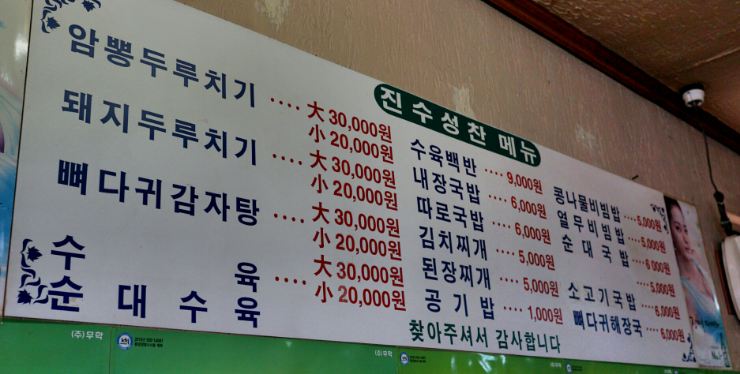 진수성찬 메뉴
암뽕두루치기 .... 大 30,000원
小 20,000원
돼지두루치기 .... 大 30,000원
小 20,000원
뼈다귀감자탕 .... 大 30,000원
小 20,000원
수육 .... 大 30,000원
순대수육 小 20,000원
수육백반 .... 9,000원
내장국밥 .... 6,000원
따로국밥 .... 6,000원
김치찌개 .... 5,000원
된장찌개 .... 5,000원
공기밥 .... 1,000원
콩나물비빔밥 .... 5,000원
열무비빔밥 .... 5,000원
순대국밥 .... 6,000원
소고기국밥 .... 6,000원
뼈다귀해장국 .... 6,000원
찾아주셔서 감사합니다
(주)무학
(주)무학